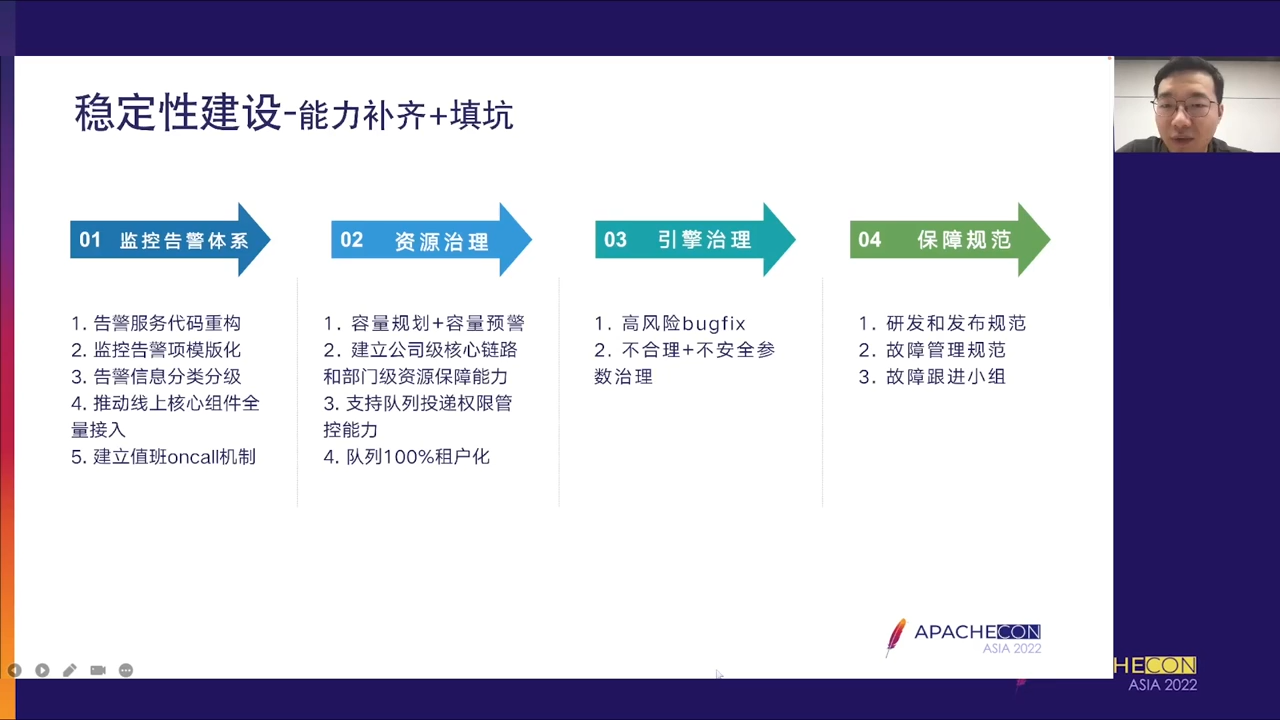 稳定性建设-能力补齐+填坑
01 监控告警体系
1. 告警服务代码重构
2. 监控告警项模版化
3. 告警信息分类分级
4. 推动线上核心组件全
量接入
5. 建立值班oncall机制
02 资源治理
1. 容量规划+容量预警
2. 建立公司级核心链路
和部门级资源保障能力
3. 支持队列投递权限管
控能力
4. 队列100%租户化
03 引擎治理
1. 高风险bugfix
2. 不合理+不安全参
数治理
04 保障规范
1. 研发和发布规范
2. 故障管理规范
3. 故障跟进小组
APACHECON
ASIA 2022
HECON
ASIA 2022